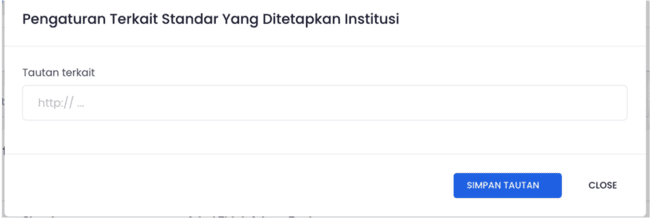 Pengaturan Terkait Standar Yang Ditetapkan Institusi
Tautan terkait
http:// ...
SIMPAN TAUTAN
CLOSE